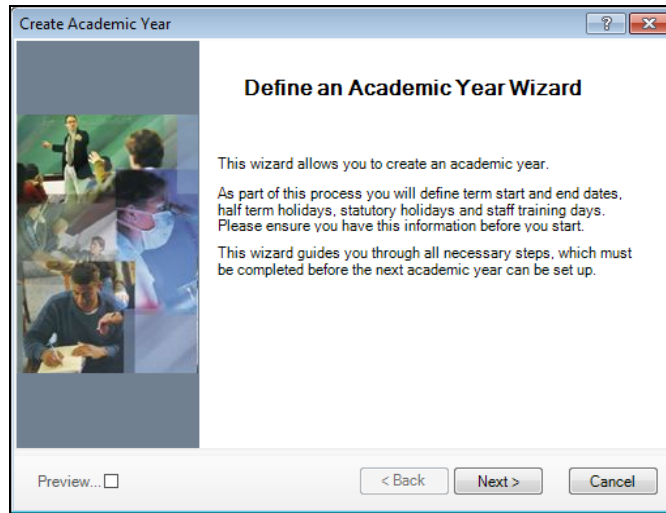 Create Academic Year
Define an Academic Year Wizard
This wizard allows you to create an academic year.
As part of this process you will define term start and end dates,
half term holidays, statutory holidays and staff training days.
Please ensure you have this information before you start.
This wizard guides you through all necessary steps, which must
be completed before the next academic year can be set up.
Preview... < Back Next > Cancel